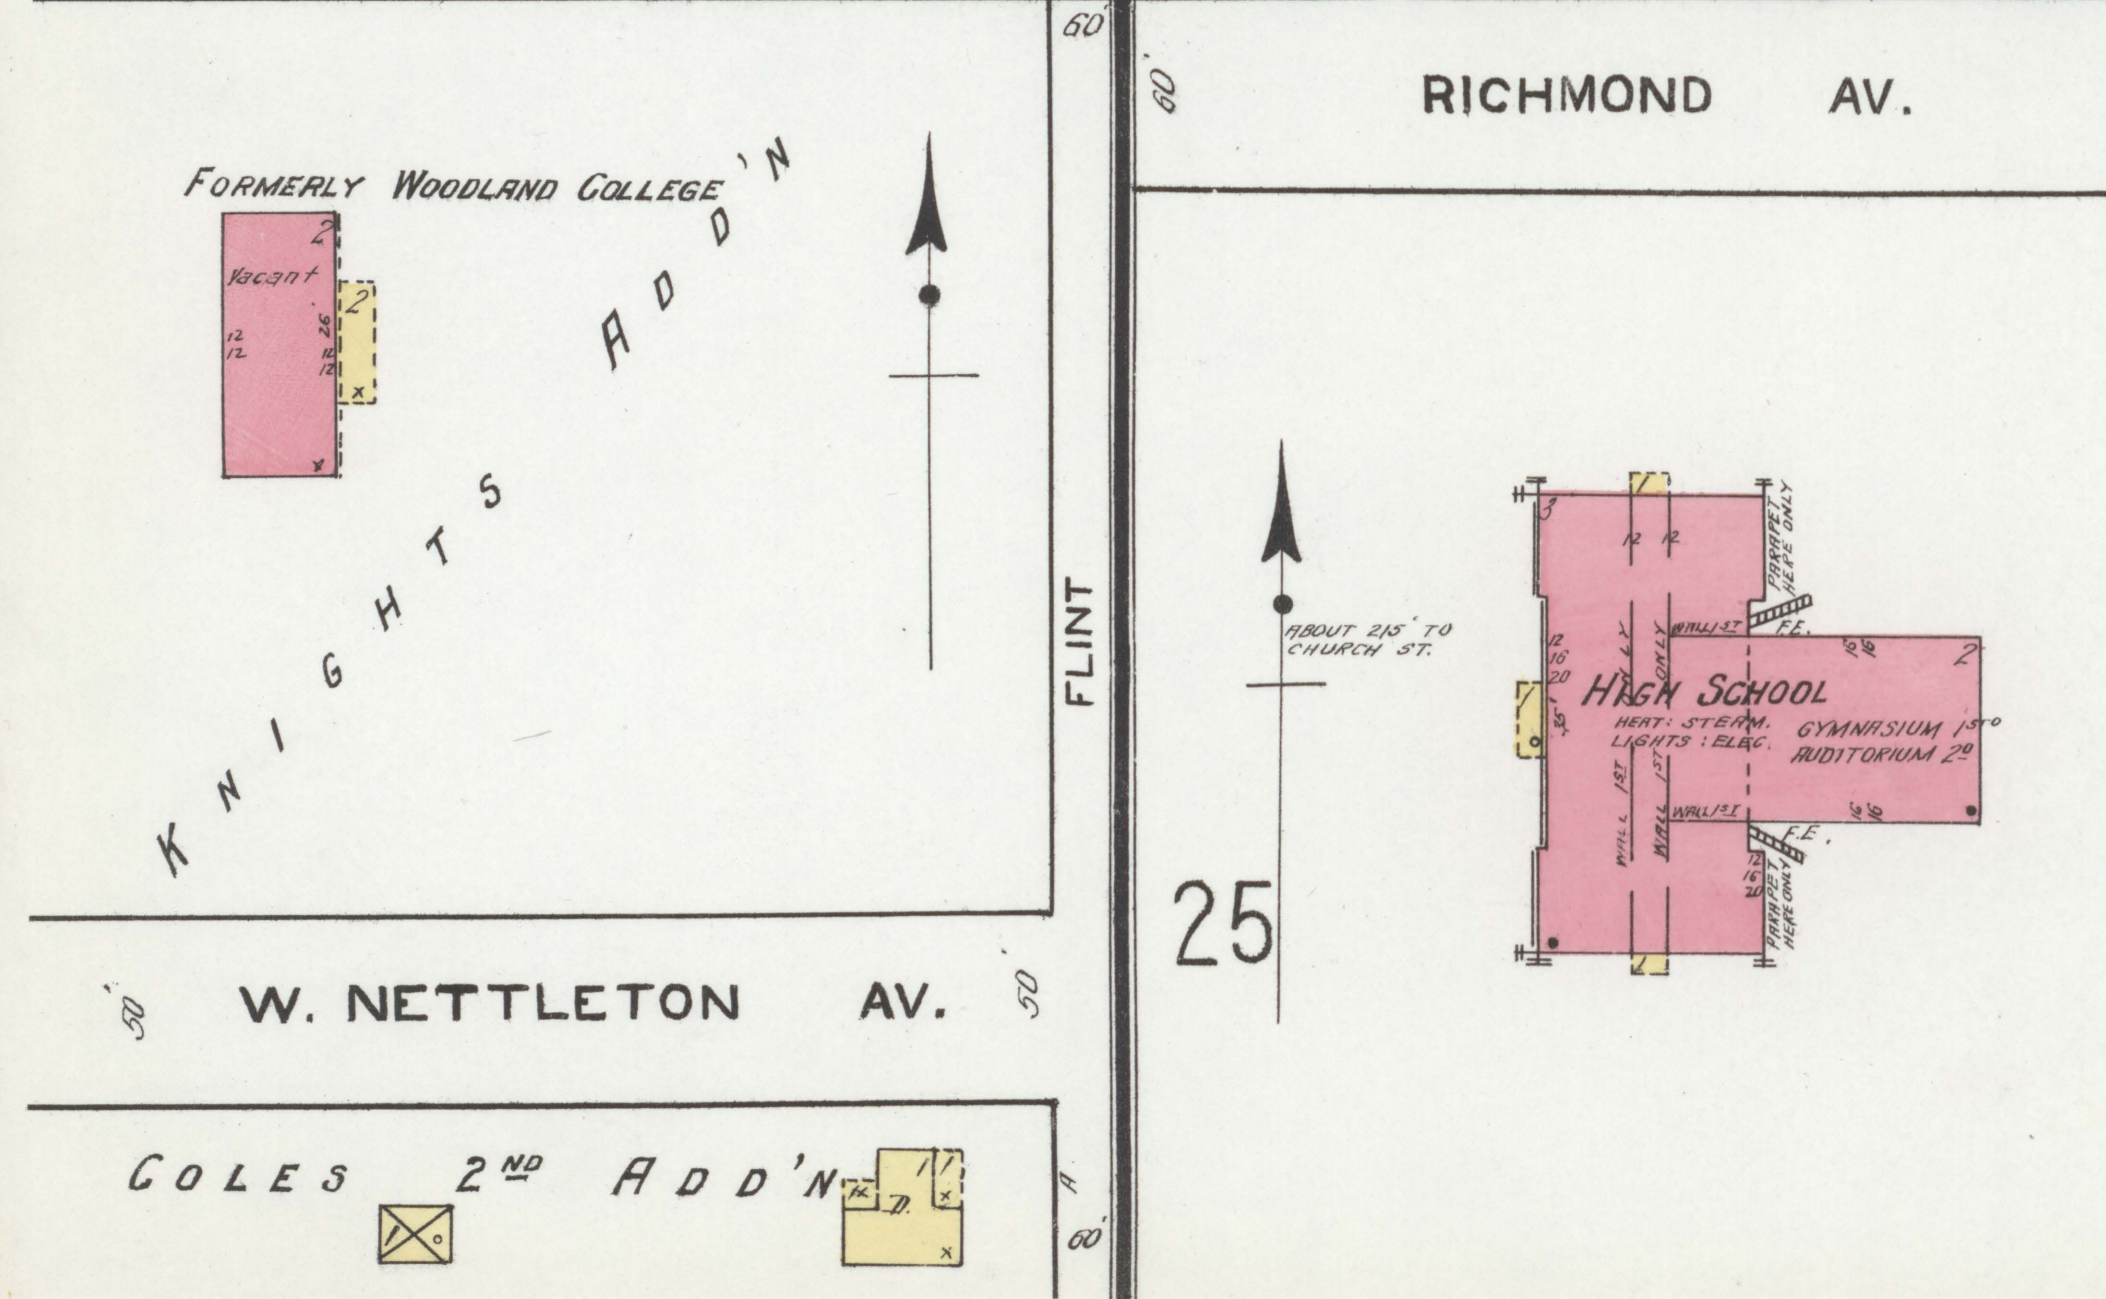 60'
FORMERLY WOODLAND COLLEGE
2
Vacant
2
26'
12
12
12
12
x
x
KNIGHTS ADD'N
FLINT
50'
W. NETTLETON AV.
50'
COLES 2ND ADD'N
1
1
1
x
x
D.
x
A
60'
60'
RICHMOND AV.
ABOUT 215' TO
CHURCH ST.
25
1
3
12 12
PARAPET
HERE ONLY
F.E.
WALL 1ST
12
16
20
35'
1
16
16
2
HIGH SCHOOL
HEAT: STEAM.
LIGHTS: ELEC.
GYMNASIUM 1ST
AUDITORIUM 2D
WALL 1ST ONLY
WALL 1ST ONLY
WALL 1ST
16
16
F.E.
12
16
20
PARAPET
HERE ONLY
1